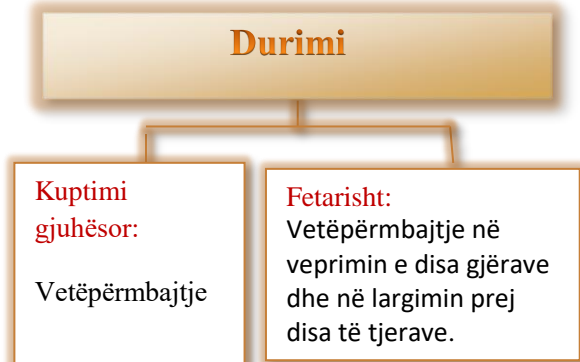 Durimi
Kuptimi
gjuhësor:
Vetëpërmbajtje
Fetarisht:
Vetëpërmbajtje në
veprimin e disa gjërave
dhe në largimin prej
disa të tjerave.